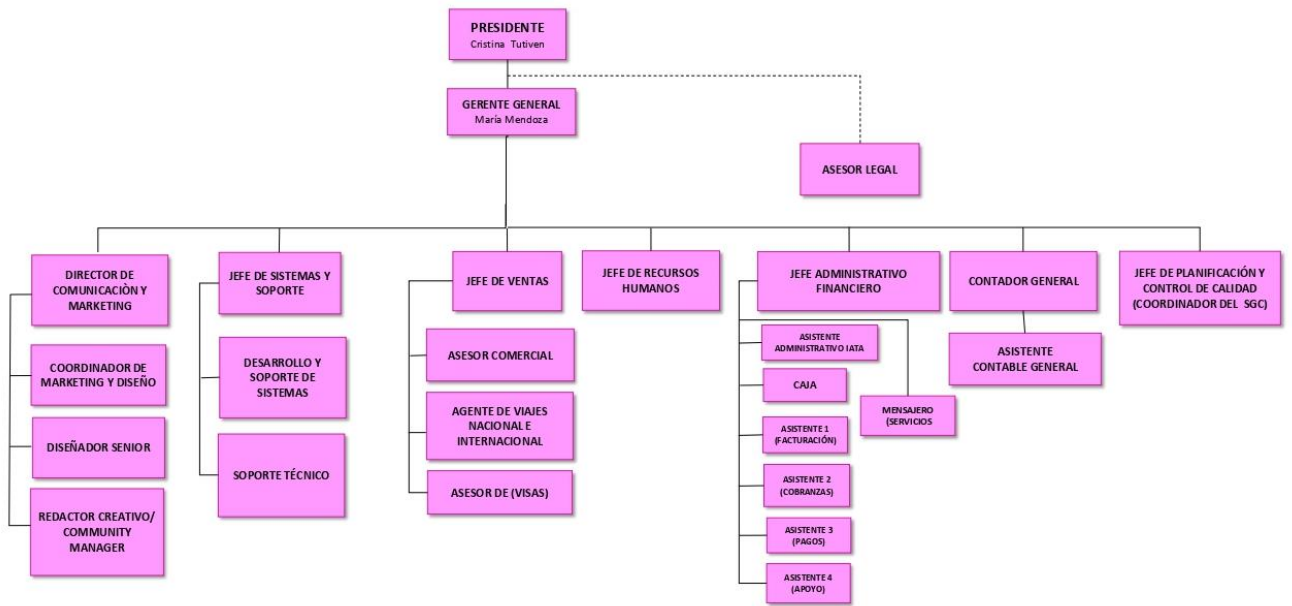 PRESIDENTE
Cristina Tutiven
GERENTE GENERAL
María Mendoza
ASESOR LEGAL
DIRECTOR DE
COMUNICACIÒN Y
MARKETING
COORDINADOR DE
MARKETING Y DISEÑO
DISEÑADOR SENIOR
REDACTOR CREATIVO/
COMMUNITY
MANAGER
JEFE DE SISTEMAS Y
SOPORTE
DESARROLLO Y
SOPORTE DE
SISTEMAS
SOPORTE TÉCNICO
JEFE DE VENTAS
ASESOR COMERCIAL
AGENTE DE VIAJES
NACIONAL E
INTERNACIONAL
ASESOR DE (VISAS)
JEFE DE RECURSOS
HUMANOS
JEFE ADMINISTRATIVO
FINANCIERO
ASISTENTE
ADMINISTRATIVO IATA
CAJA
ASISTENTE 1
(FACTURACIÓN)
ASISTENTE 2
(COBRANZAS)
ASISTENTE 3
(PAGOS)
ASISTENTE 4
(APOYO)
MENSAJERO
(SERVICIOS
CONTADOR GENERAL
ASISTENTE
CONTABLE GENERAL
JEFE DE PLANIFICACIÓN Y
CONTROL DE CALIDAD
(COORDINADOR DEL SGC)